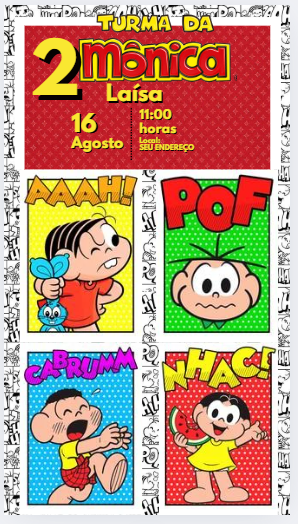 TURMA DA
2
mônica
Laísa
16
Agosto
11:00
horas
Local:
SEU ENDEREÇO
AAAH!
POF
CABRUMM
NHAC!